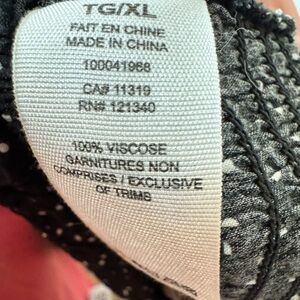 TG/XL
FAIT EN CHINE
MADE IN CHINA
100041968
CA# 11319
RN# 121340
100% VISCOSE
GARNITURES NON
COMPRISES / EXCLUSIVE
OF TRIMS